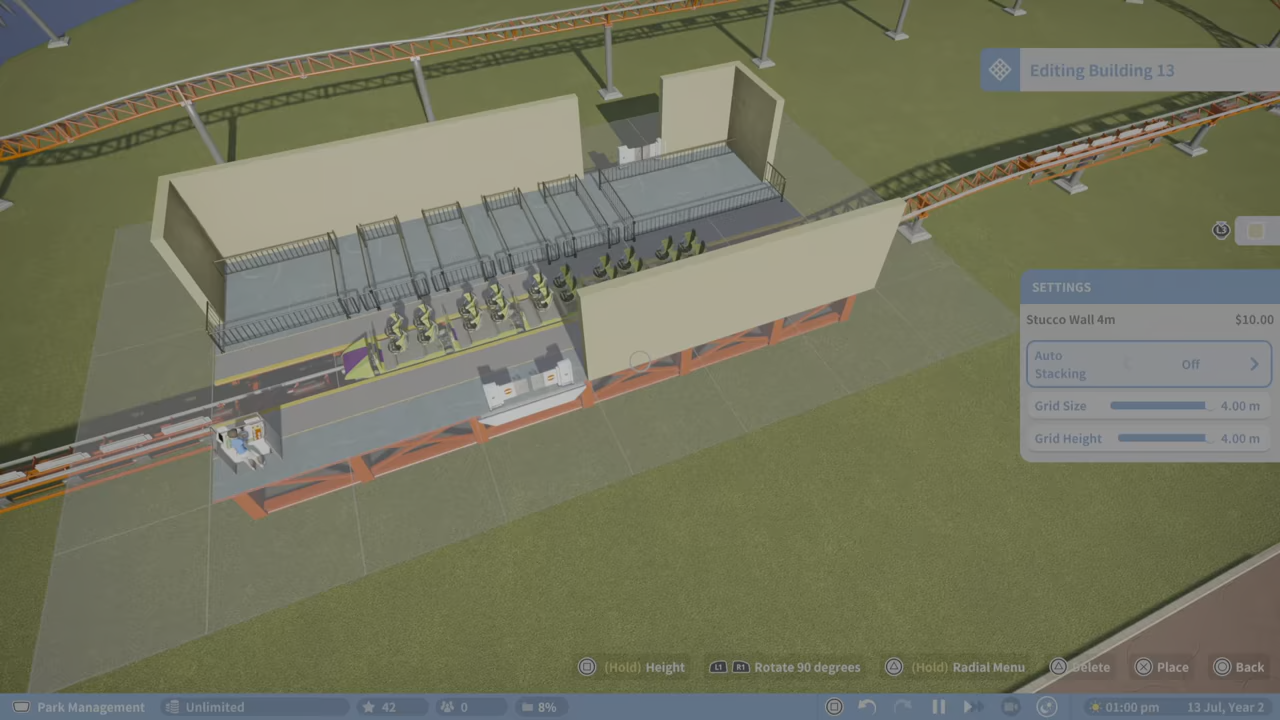 Editing Building 13
SETTINGS
Stucco Wall 4m $10.00
Auto Stacking Off
Grid Size 4.00 m
Grid Height 4.00 m
(Hold) Height L1 R1 Rotate 90 degrees (Hold) Radial Menu Delete Place Back
Park Management Unlimited 42 0 8% 01:00 pm 13 Jul, Year 2